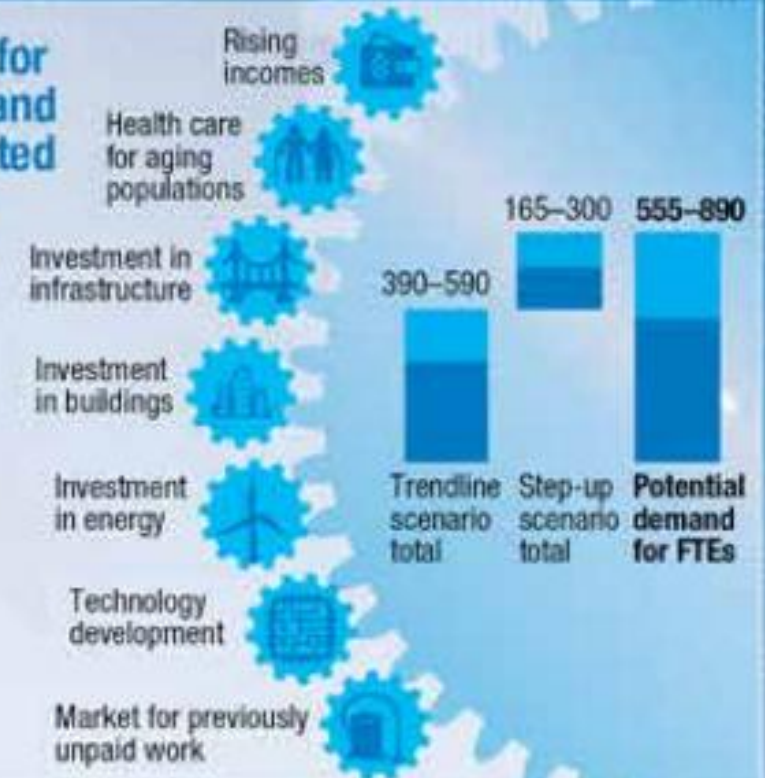 for
and
ted
Rising
incomes
Health care
for aging
populations
Investment in
infrastructure
Investment
in buildings
Investment
in energy
Technology
development
Market for previously
unpaid work
165–300
555–890
390–590
Trendline
scenario
total
Step-up
scenario
total
Potential
demand
for FTEs